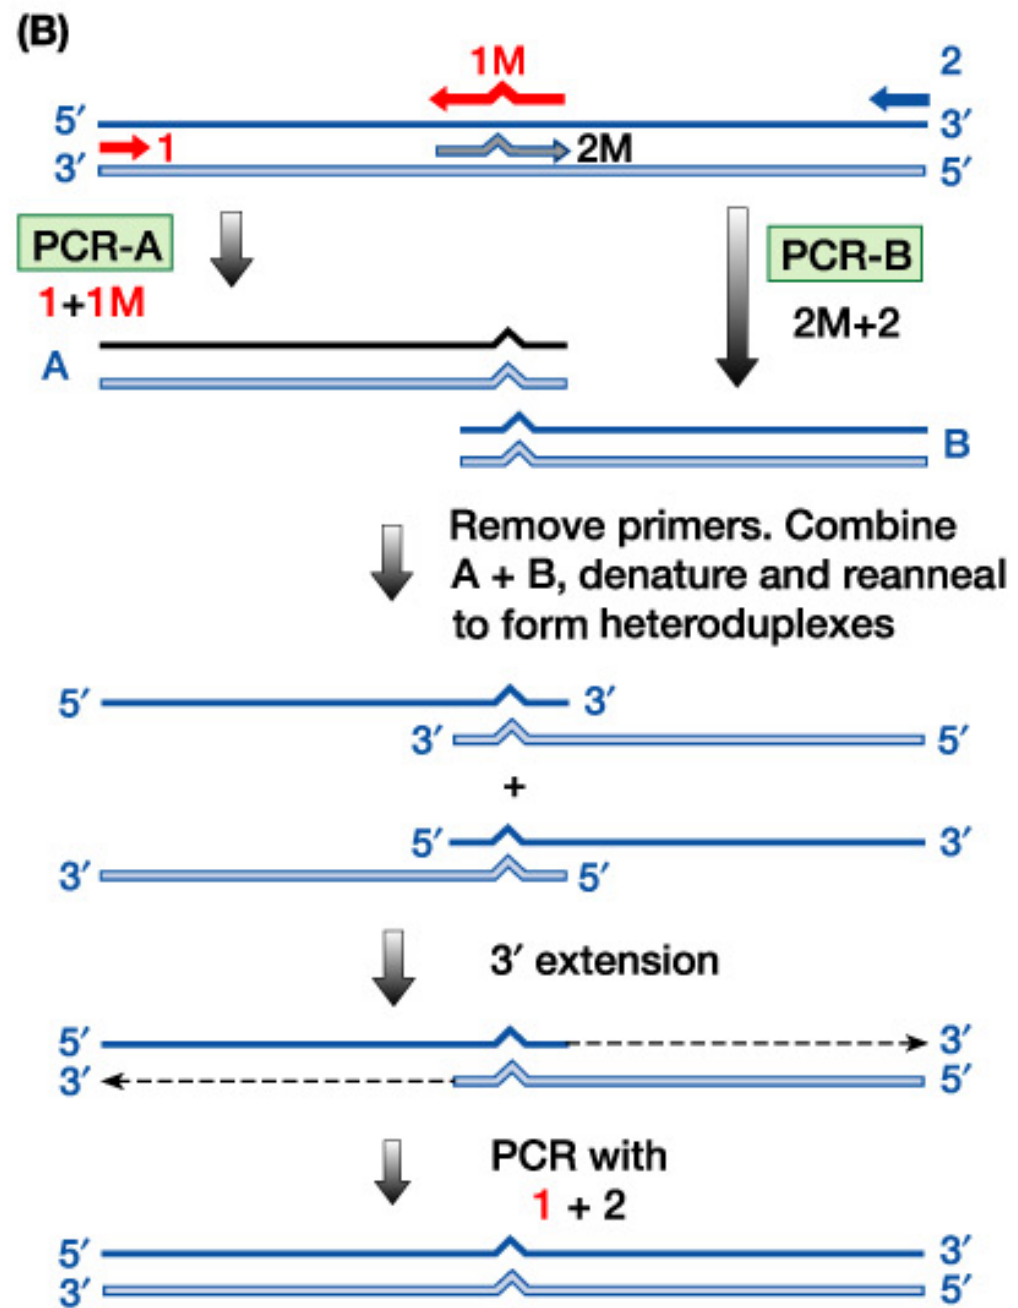 (B)
1M
2
5′
3′
1
2M
3′
5′
PCR-A
PCR-B
1+1M
2M+2
A
B
Remove primers. Combine
A + B, denature and reanneal
to form heteroduplexes
5′
3′
3′
5′
+
5′
3′
3′
5′
3′ extension
5′
3′
3′
5′
PCR with
1 + 2
5′
3′
3′
5′